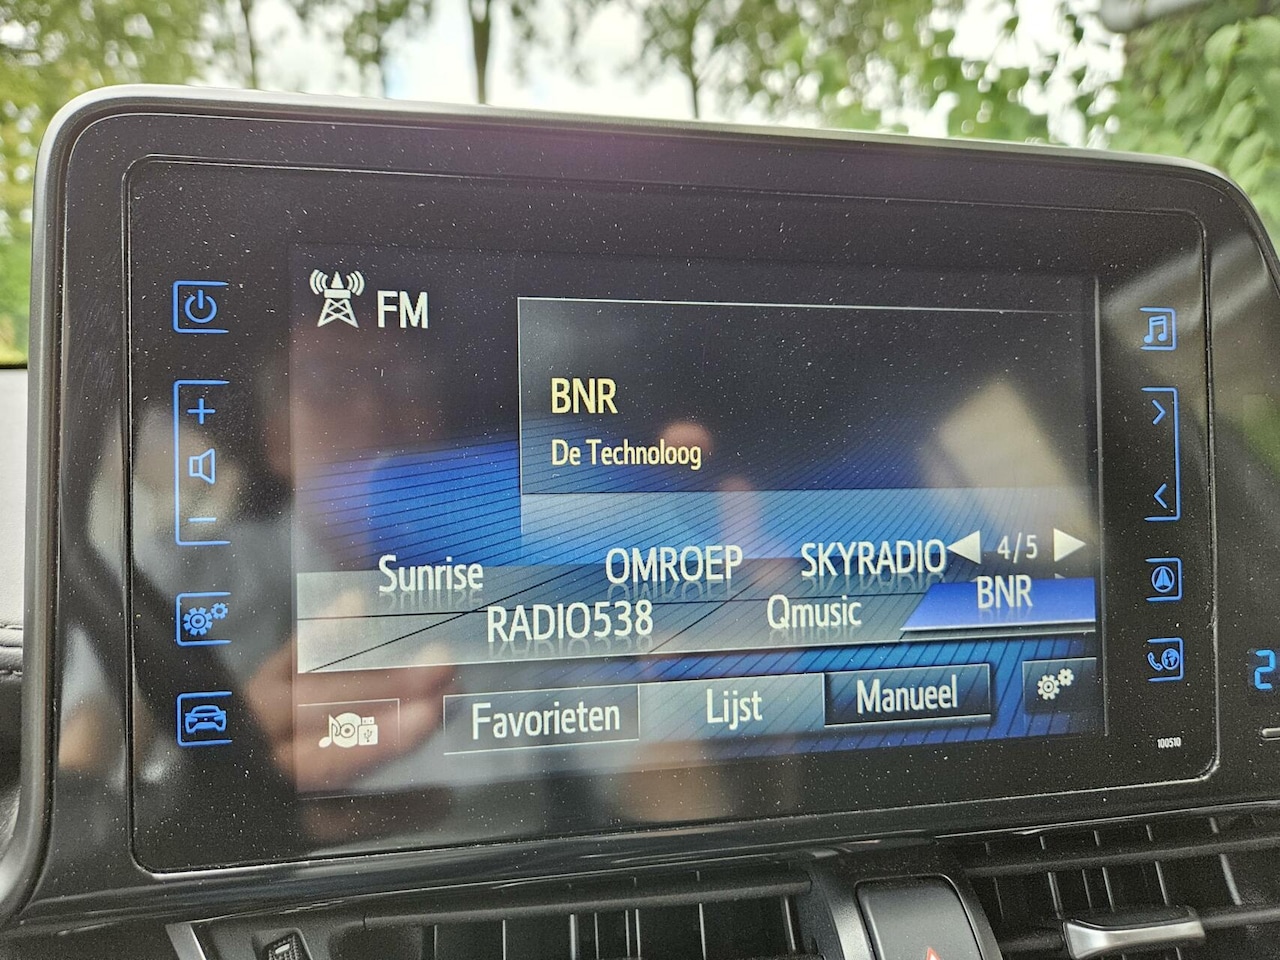 FM
BNR
De Technoloog
4/5
Sunrise
OMROEP
SKYRADIO
RADIO538
Qmusic
BNR
Favorieten
Lijst
Manueel
100510
2